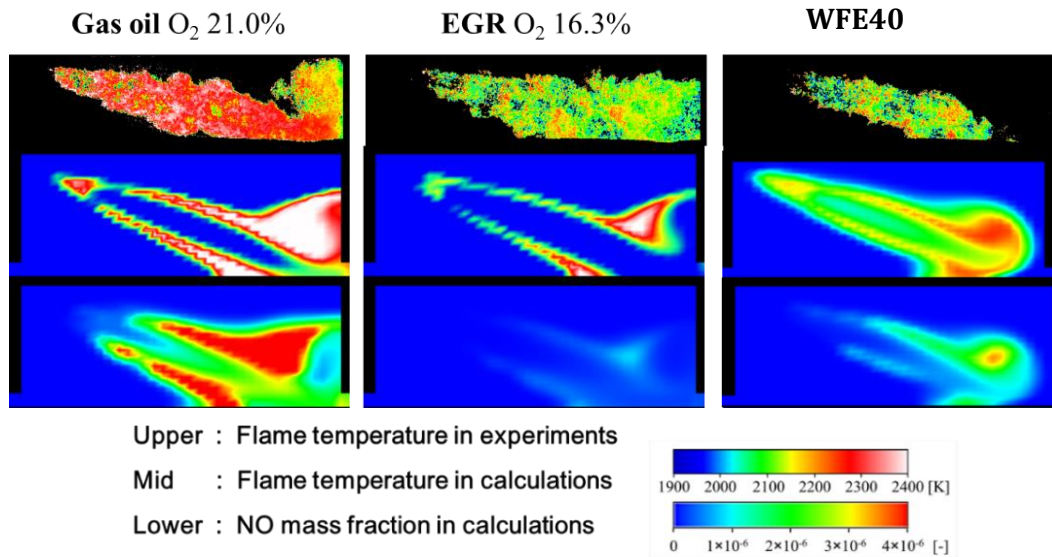 Gas oil O₂ 21.0%
EGR O₂ 16.3%
WFE40
Upper : Flame temperature in experiments
Mid : Flame temperature in calculations
Lower : NO mass fraction in calculations
1900 2000 2100 2200 2300 2400 [K]
0 1×10⁻⁶ 2×10⁻⁶ 3×10⁻⁶ 4×10⁻⁶ [-]